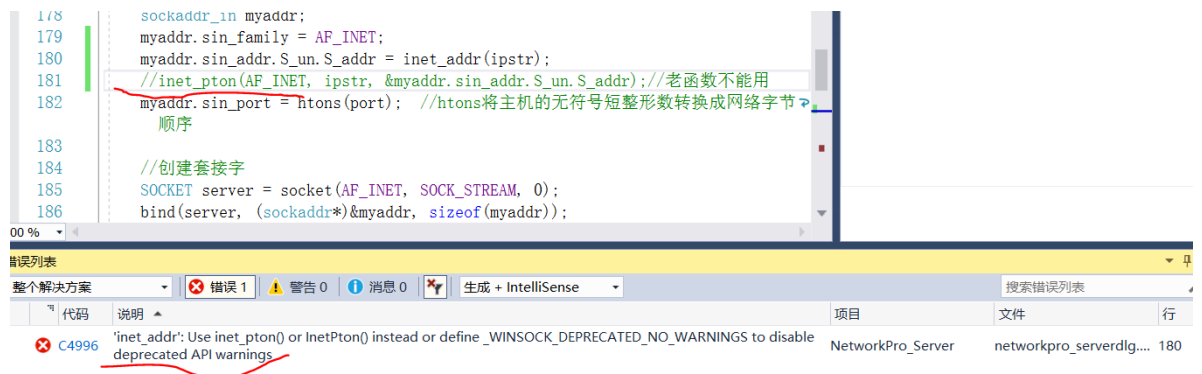 178 sockaddr_in myaddr;
179 myaddr.sin_family = AF_INET;
180 myaddr.sin_addr.S_un.S_addr = inet_addr(ipstr);
181 //inet_pton(AF_INET, ipstr, &myaddr.sin_addr.S_un.S_addr);//老函数不能用
182 myaddr.sin_port = htons(port); //htons将主机的无符号短整形数转换成网络字节
顺序
183
184 //创建套接字
185 SOCKET server = socket(AF_INET, SOCK_STREAM, 0);
186 bind(server, (sockaddr*)&myaddr, sizeof(myaddr));
00 %
错误列表
整个解决方案 错误 1 警告 0 消息 0 生成 + IntelliSense 搜索错误列表
代码 说明 项目 文件 行
C4996 'inet_addr': Use inet_pton() or InetPton() instead or define _WINSOCK_DEPRECATED_NO_WARNINGS to disable deprecated API warnings NetworkPro_Server networkpro_serverdlg.... 180